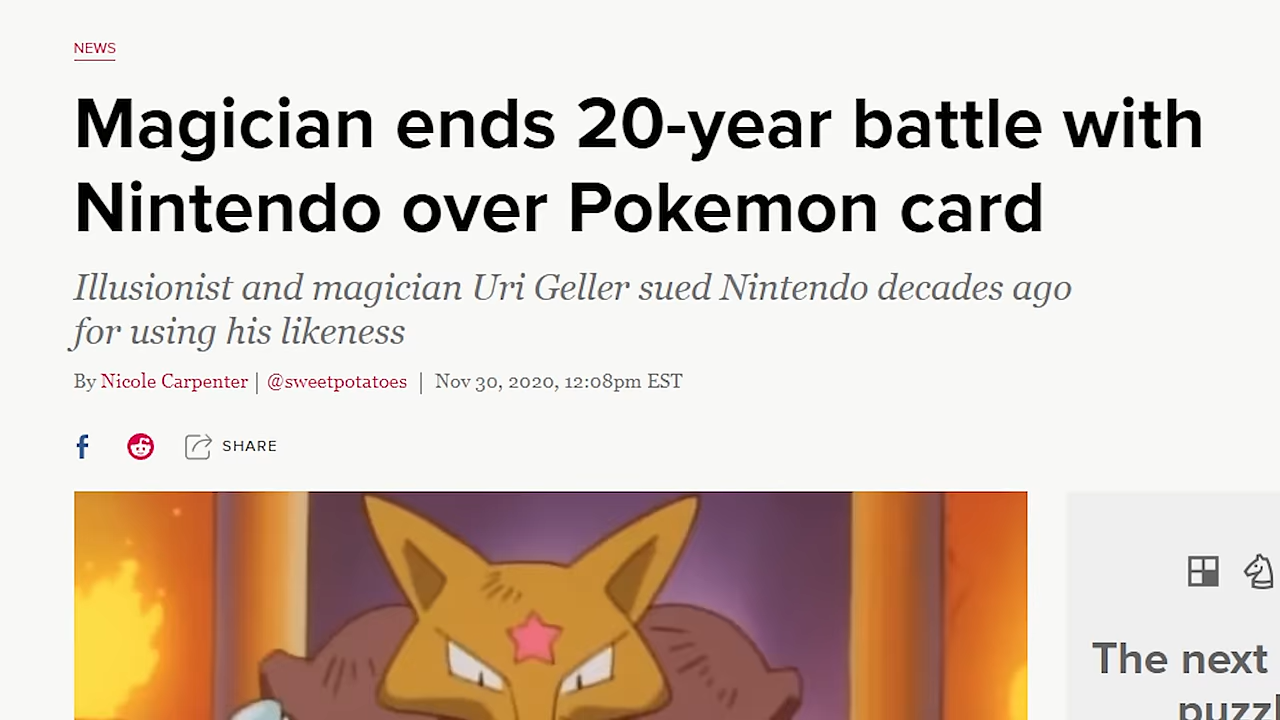 NEWS
Magician ends 20-year battle with
Nintendo over Pokemon card
Illusionist and magician Uri Geller sued Nintendo decades ago
for using his likeness
By Nicole Carpenter | @sweetpotatoes | Nov 30, 2020, 12:08pm EST
SHARE
The next